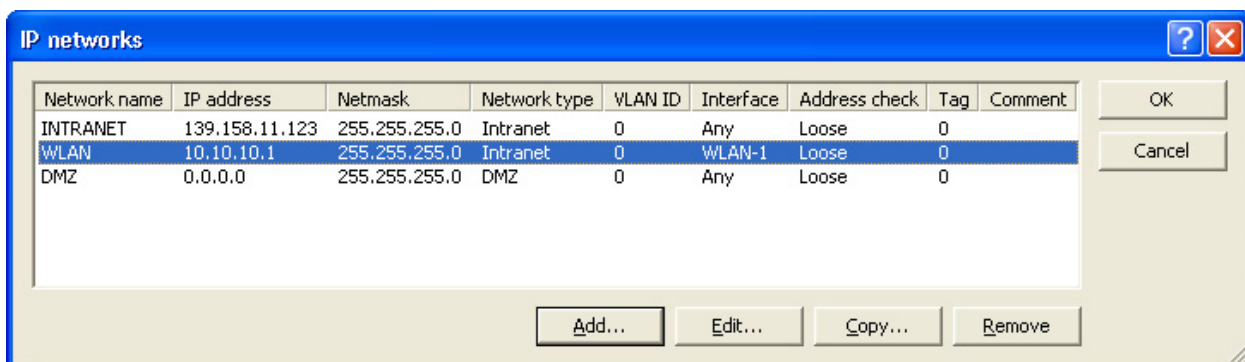 IP networks
Network name IP address Netmask Network type VLAN ID Interface Address check Tag Comment
INTRANET 139.158.11.123 255.255.255.0 Intranet 0 Any Loose 0
WLAN 10.10.10.1 255.255.255.0 Intranet 0 WLAN-1 Loose 0
DMZ 0.0.0.0 255.255.255.0 DMZ 0 Any Loose 0
OK
Cancel
Add... Edit... Copy... Remove